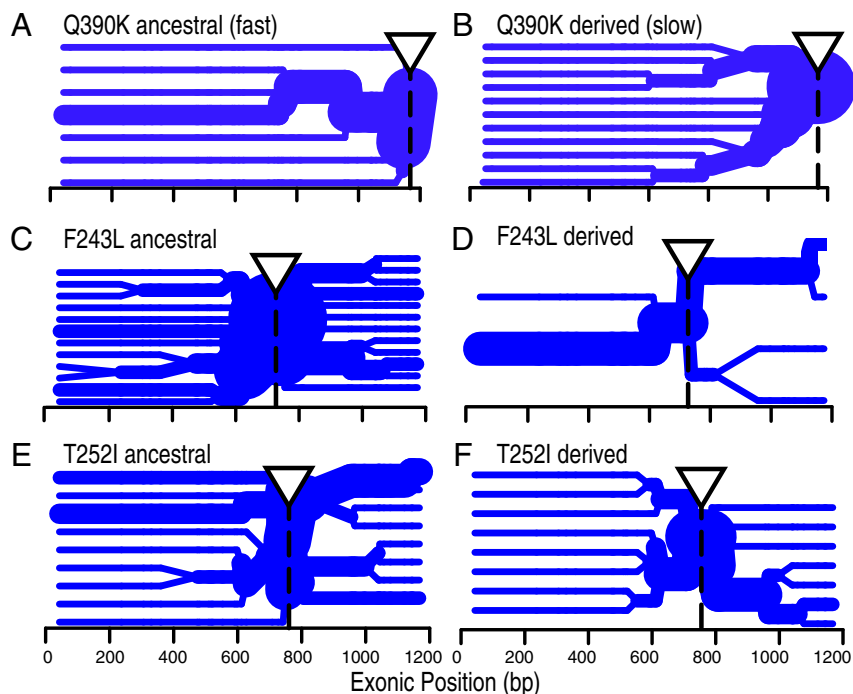 A Q390K ancestral (fast)
B Q390K derived (slow)
C F243L ancestral
D F243L derived
E T252I ancestral
F T252I derived
0 200 400 600 800 1000 1200
0 200 400 600 800 1000 1200
Exonic Position (bp)